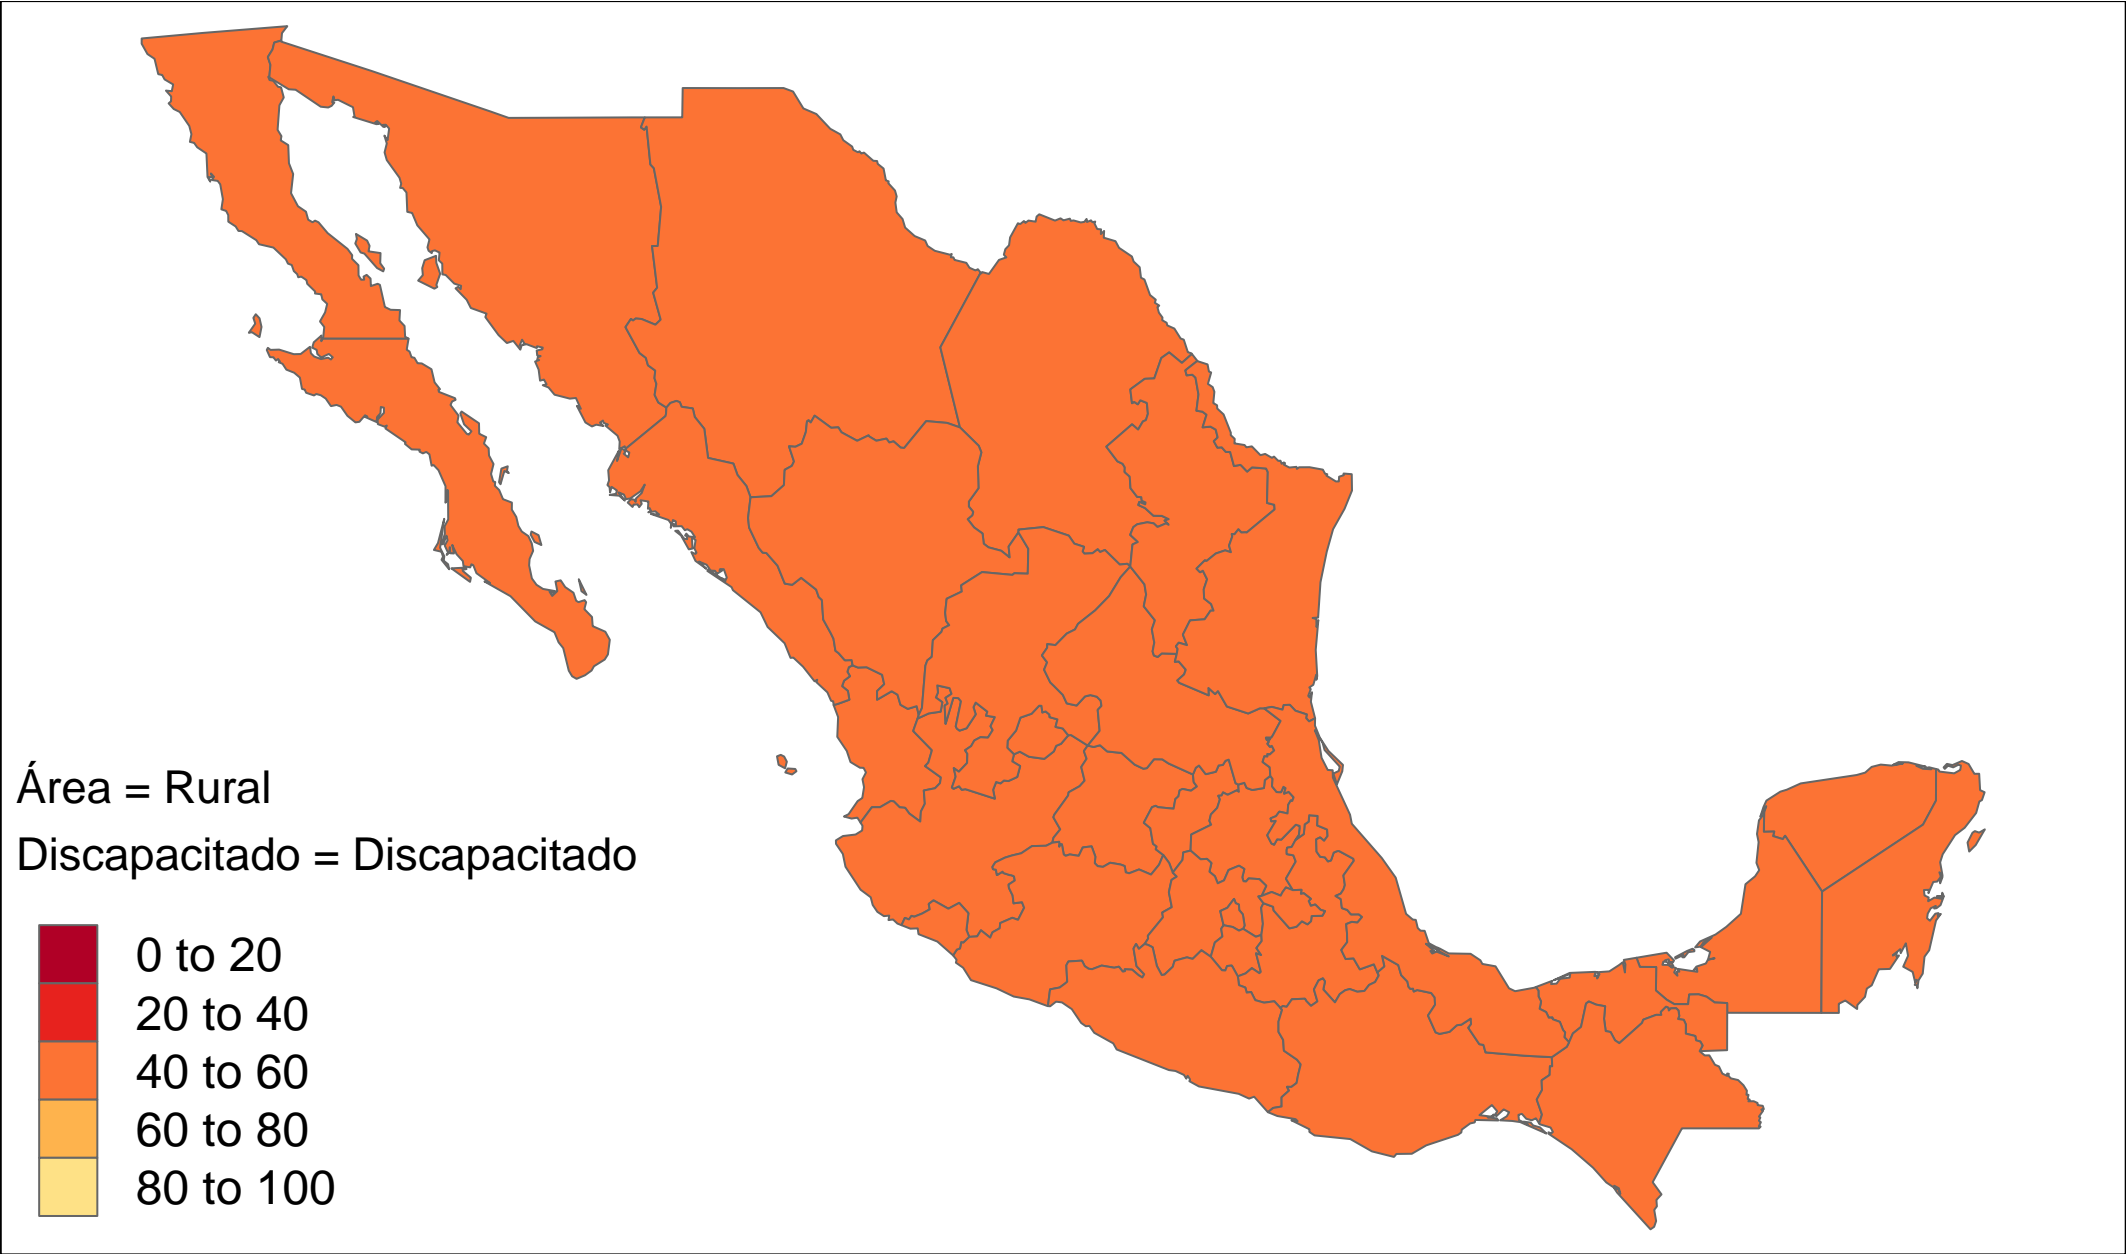 Área = Rural
Discapacitado = Discapacitado
0 to 20
20 to 40
40 to 60
60 to 80
80 to 100